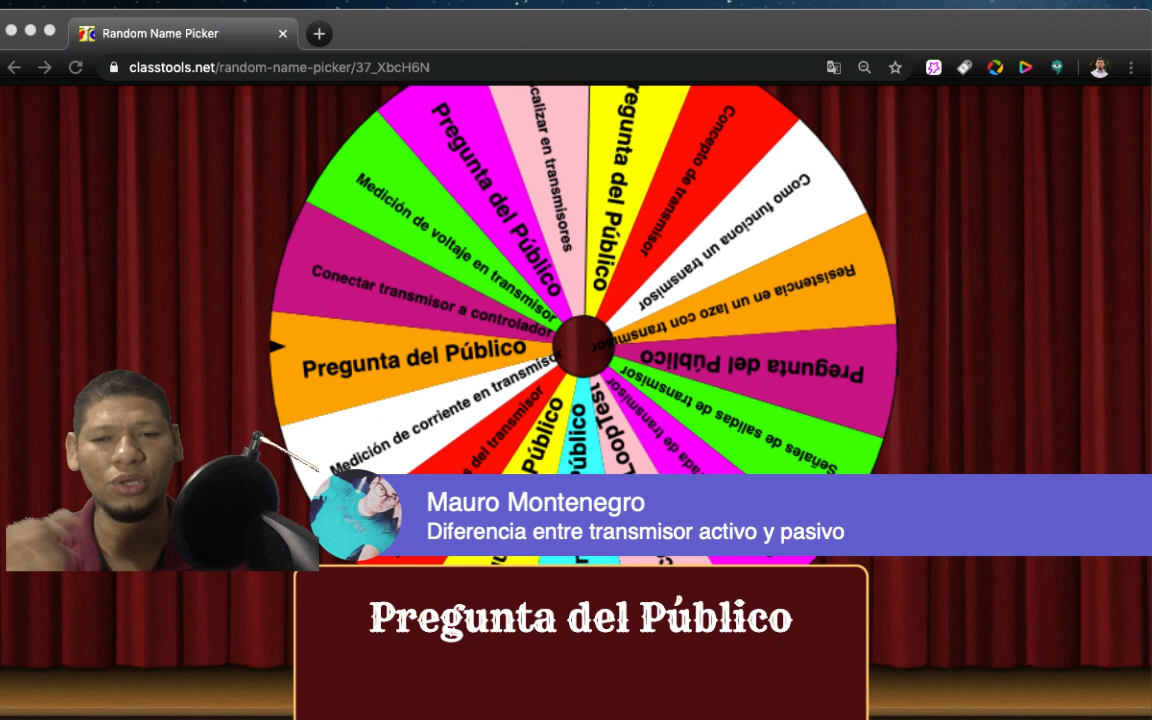 Random Name Picker
classtools.net/random-name-picker/37_XbcH6N
Pregunta del Público
Concepto de transmisor
Como funciona un transmisor
Resistencia en un lazo con transmisor
Pregunta del Público
Señales de salidas de transmisor
transmisor
LoopTest
Público
Público
del transmisor
Medición de corriente en transmisor
Pregunta del Público
Conectar transmisor a controlador
Medición de voltaje en transmisor
Pregunta del Público
en transmisores
Mauro Montenegro
Diferencia entre transmisor activo y pasivo
Pregunta del Público